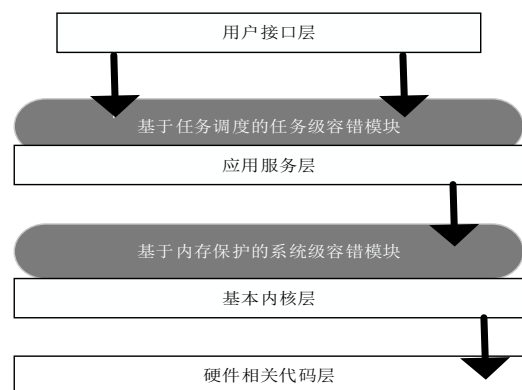 用户接口层
基于任务调度的任务级容错模块
应用服务层
基于内存保护的系统级容错模块
基本内核层
硬件相关代码层